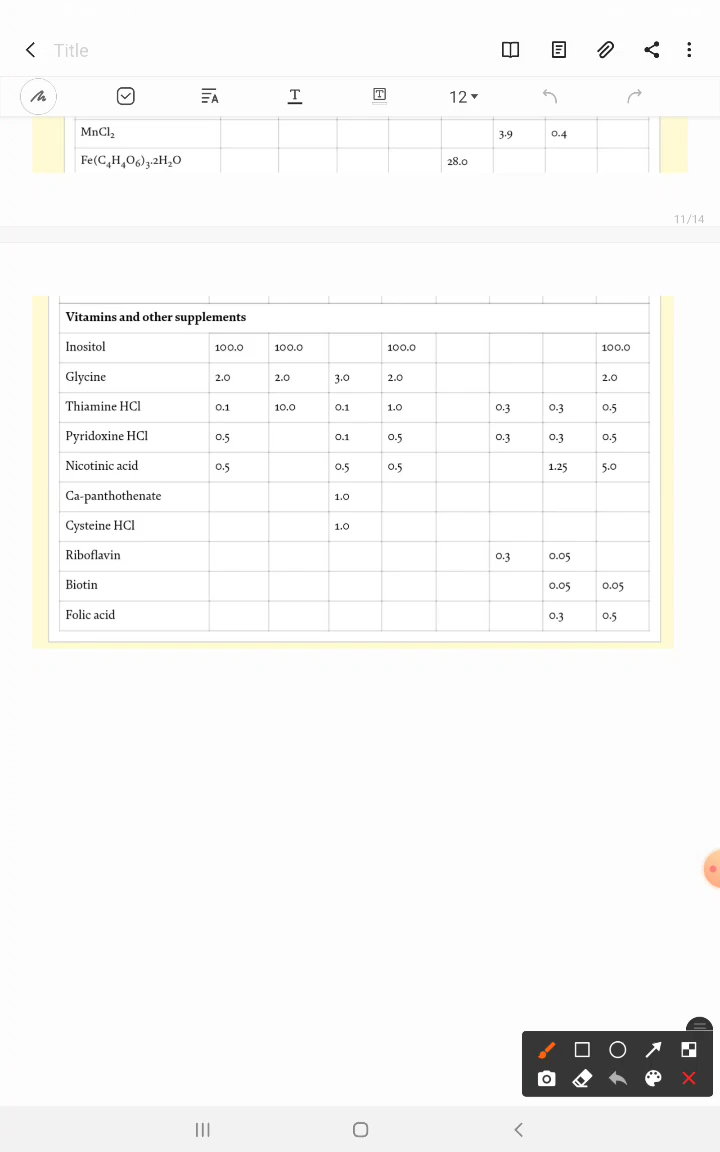 Title
12
MnCl₂ 3.9 0.4
Fe(C₄H₄O₆)₃.2H₂O 28.0
11/14
Vitamins and other supplements
Inositol 100.0 100.0 100.0 100.0
Glycine 2.0 2.0 3.0 2.0 2.0
Thiamine HCl 0.1 10.0 0.1 1.0 0.3 0.3 0.5
Pyridoxine HCl 0.5 0.1 0.5 0.3 0.3 0.5
Nicotinic acid 0.5 0.5 0.5 1.25 5.0
Ca-panthothenate 1.0
Cysteine HCl 1.0
Riboflavin 0.3 0.05
Biotin 0.05 0.05
Folic acid 0.3 0.5